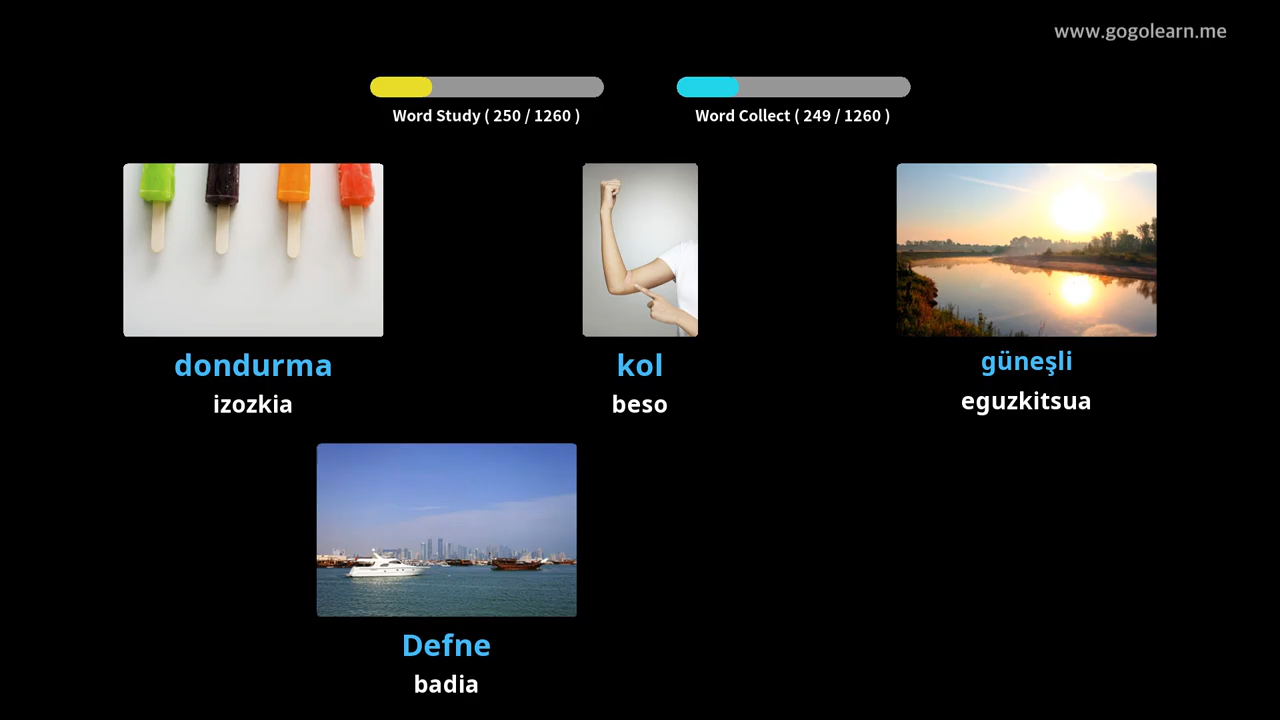 www.gogolearn.me
Word Study ( 250 / 1260 )
Word Collect ( 249 / 1260 )
dondurma
izozkia
kol
beso
güneşli
eguzkitsua
Defne
badia